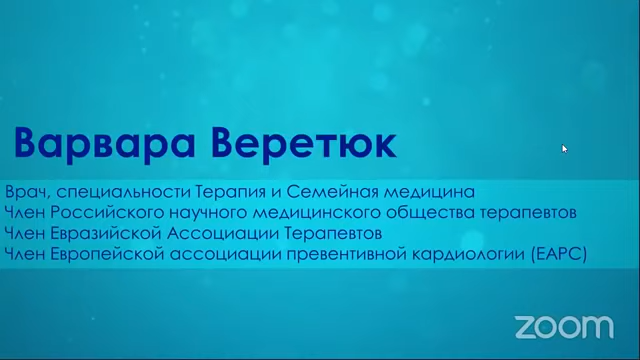 Варвара Веретюк
Врач, специальности Терапия и Семейная медицина
Член Российского научного медицинского общества терапевтов
Член Евразийской Ассоциации Терапевтов
Член Европейской ассоциации превентивной кардиологии (EAPC)
zoom